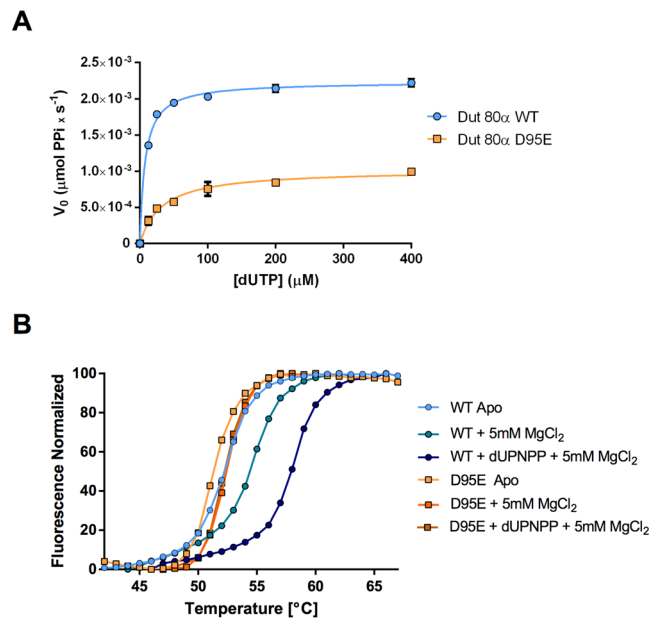 A
2.5×10⁻³
2.0×10⁻³
1.5×10⁻³
1.0×10⁻³
5.0×10⁻⁴
0
V₀ (μmol PPi x s⁻¹)
0 100 200 300 400
[dUTP] (μM)
Dut 80α WT
Dut 80α D95E
B
100
80
60
40
20
0
Fluorescence Normalized
45 50 55 60 65
Temperature [°C]
WT Apo
WT + 5mM MgCl₂
WT + dUPNPP + 5mM MgCl₂
D95E Apo
D95E + 5mM MgCl₂
D95E + dUPNPP + 5mM MgCl₂